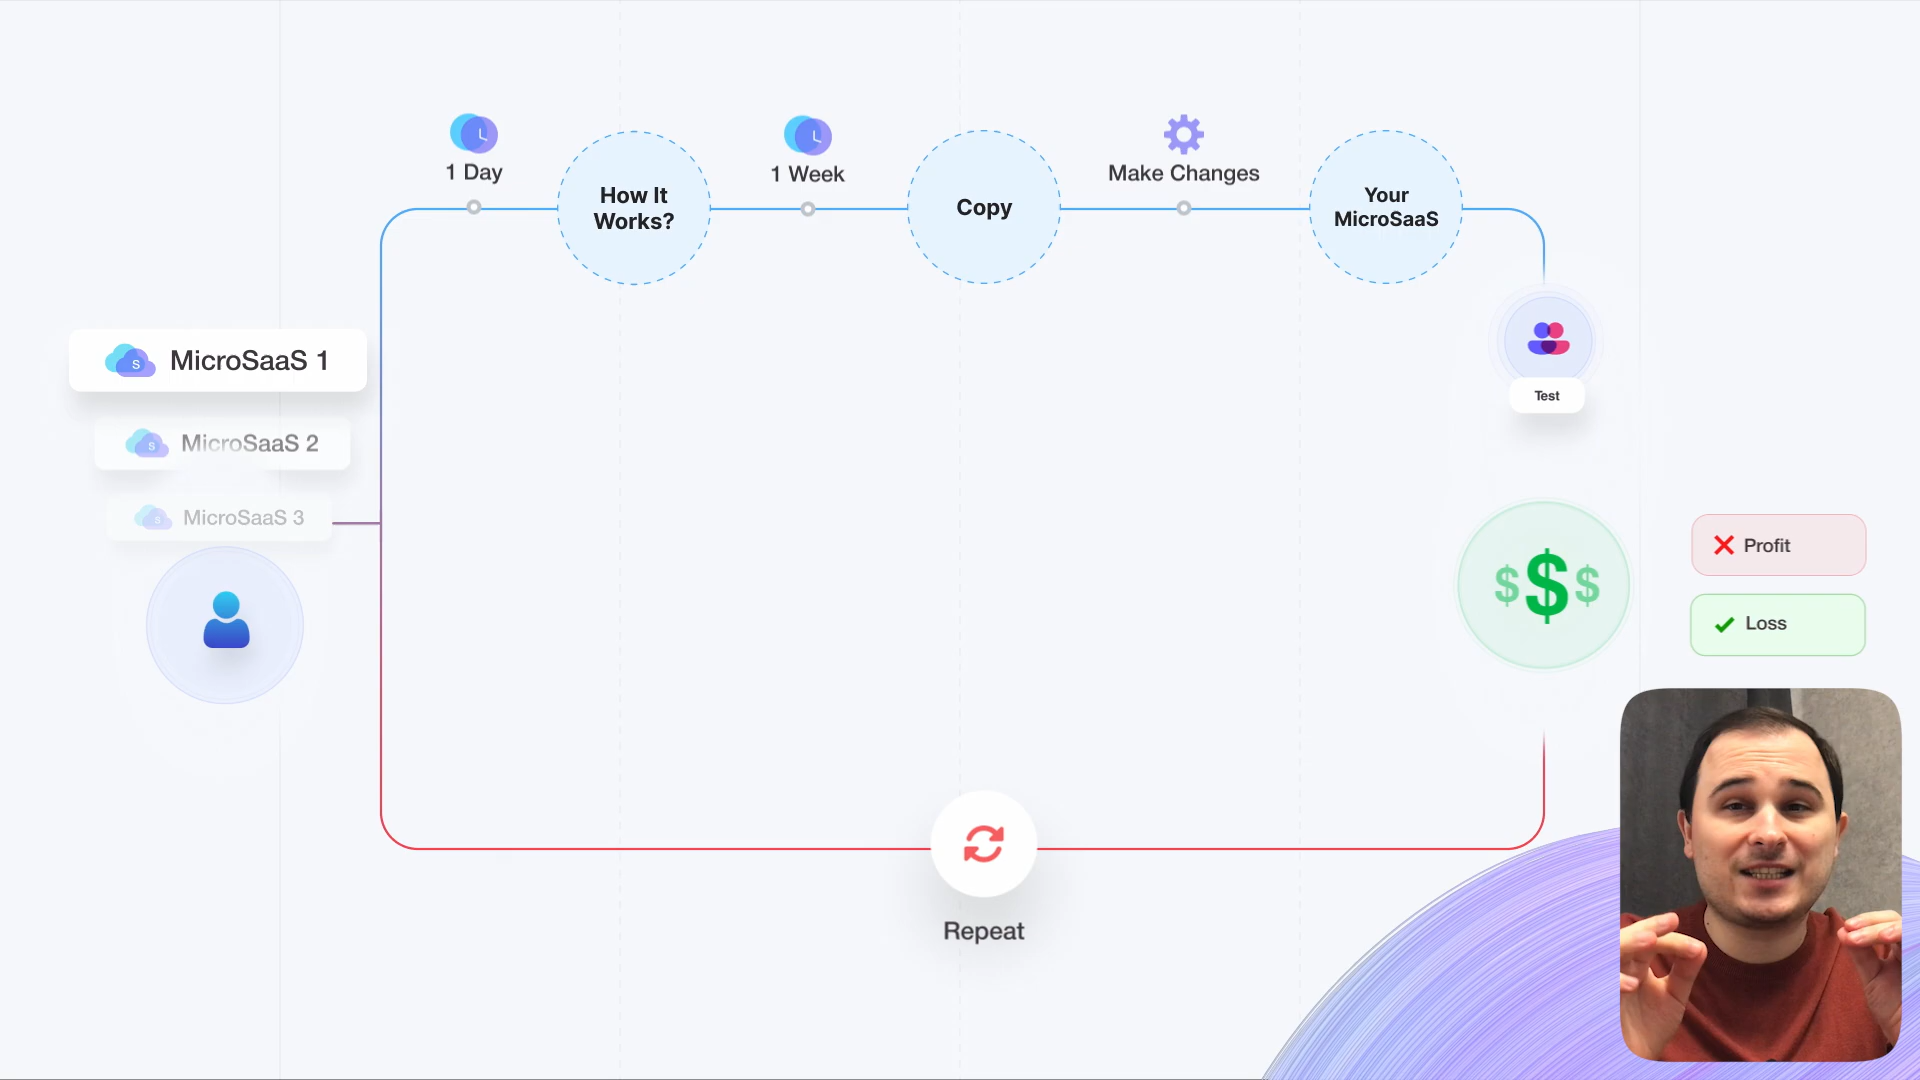 1 Day
How It
Works?
1 Week
Copy
Make Changes
Your
MicroSaaS
S MicroSaaS 1
S MicroSaaS 2
S MicroSaaS 3
Test
$ $ $
Profit
Loss
Repeat